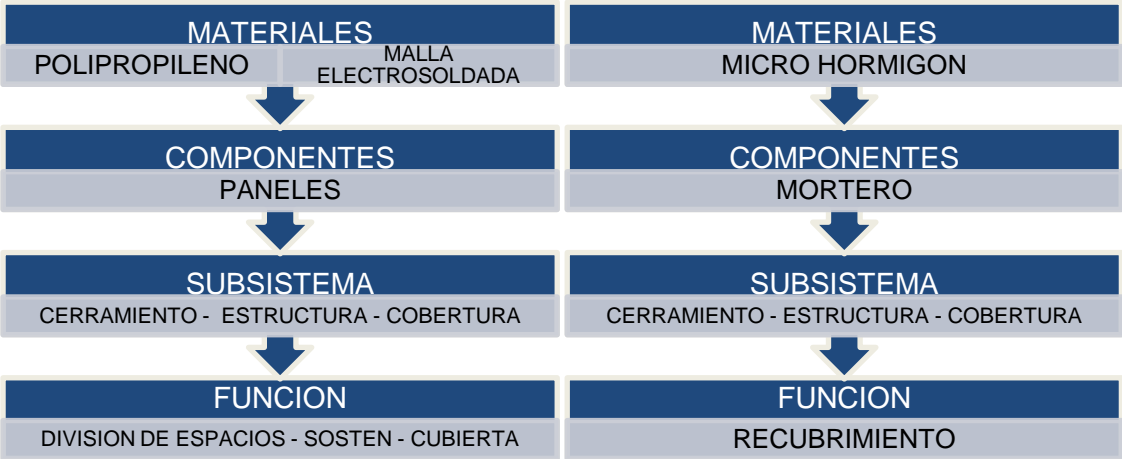 MATERIALES
POLIPROPILENO
MALLA
ELECTROSOLDADA
COMPONENTES
PANELES
SUBSISTEMA
CERRAMIENTO - ESTRUCTURA - COBERTURA
FUNCION
DIVISION DE ESPACIOS - SOSTEN - CUBIERTA
MATERIALES
MICRO HORMIGON
COMPONENTES
MORTERO
SUBSISTEMA
CERRAMIENTO - ESTRUCTURA - COBERTURA
FUNCION
RECUBRIMIENTO